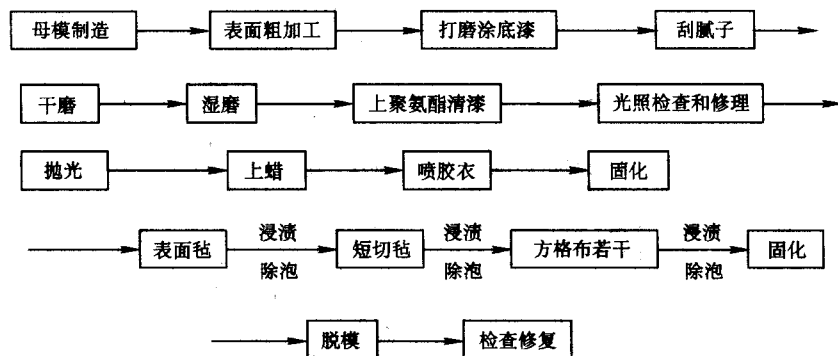 母模制造 表面粗加工 打磨涂底漆 刮腻子
干磨 湿磨 上聚氨酯清漆 光照检查和修理
抛光 上蜡 喷胶衣 固化
表面毡 浸渍 除泡 短切毡 浸渍 除泡 方格布若干 浸渍 除泡 固化
脱模 检查修复